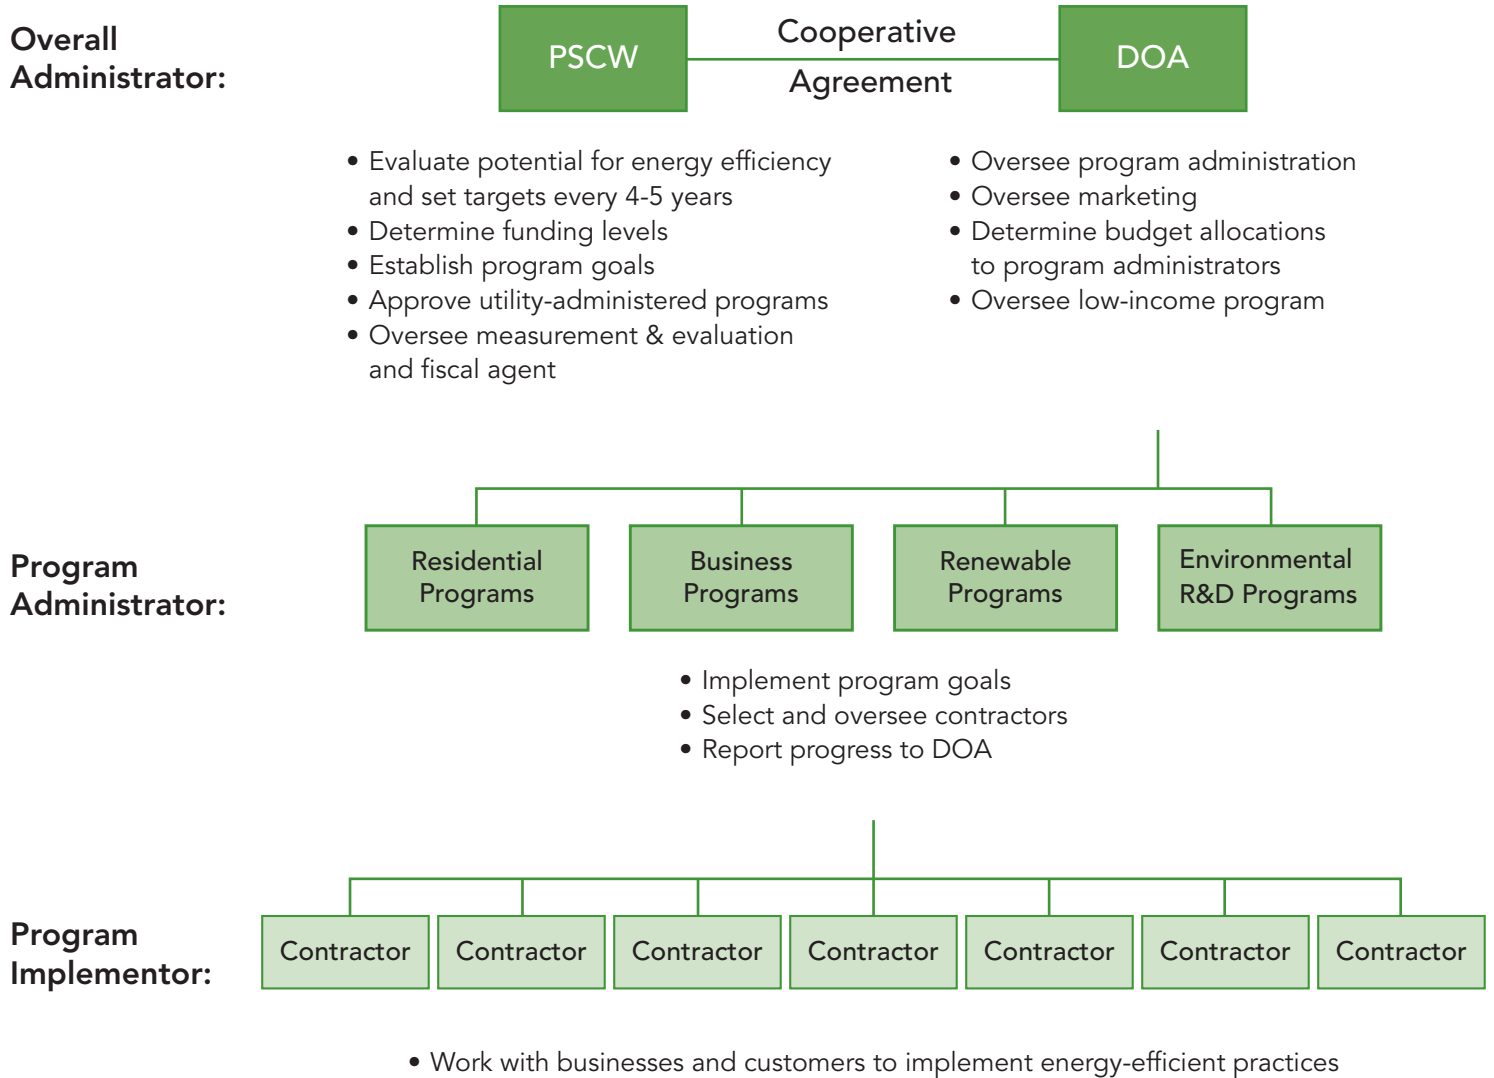 Overall
Administrator:
PSCW
Cooperative
Agreement
DOA
• Evaluate potential for energy efficiency
and set targets every 4-5 years
• Determine funding levels
• Establish program goals
• Approve utility-administered programs
• Oversee measurement & evaluation
and fiscal agent
• Oversee program administration
• Oversee marketing
• Determine budget allocations
to program administrators
• Oversee low-income program
Program
Administrator:
Residential
Programs
Business
Programs
Renewable
Programs
Environmental
R&D Programs
• Implement program goals
• Select and oversee contractors
• Report progress to DOA
Program
Implementor:
Contractor
Contractor
Contractor
Contractor
Contractor
Contractor
Contractor
• Work with businesses and customers to implement energy-efficient practices